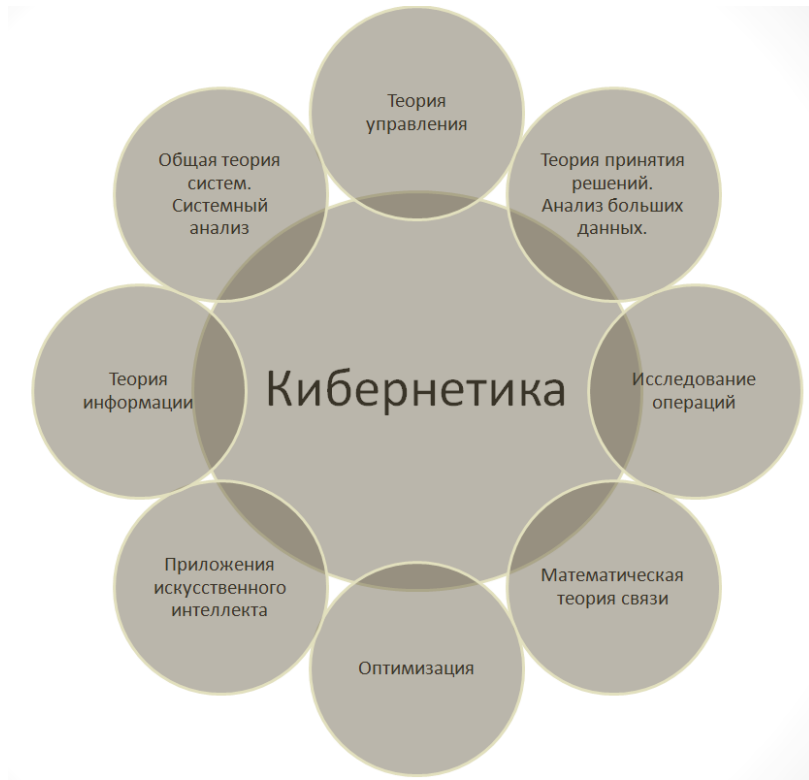 Теория
управления
Теория принятия
решений.
Анализ больших
данных.
Исследование
операций
Математическая
теория связи
Оптимизация
Приложения
искусственного
интеллекта
Теория
информации
Общая теория
систем.
Системный
анализ
Кибернетика